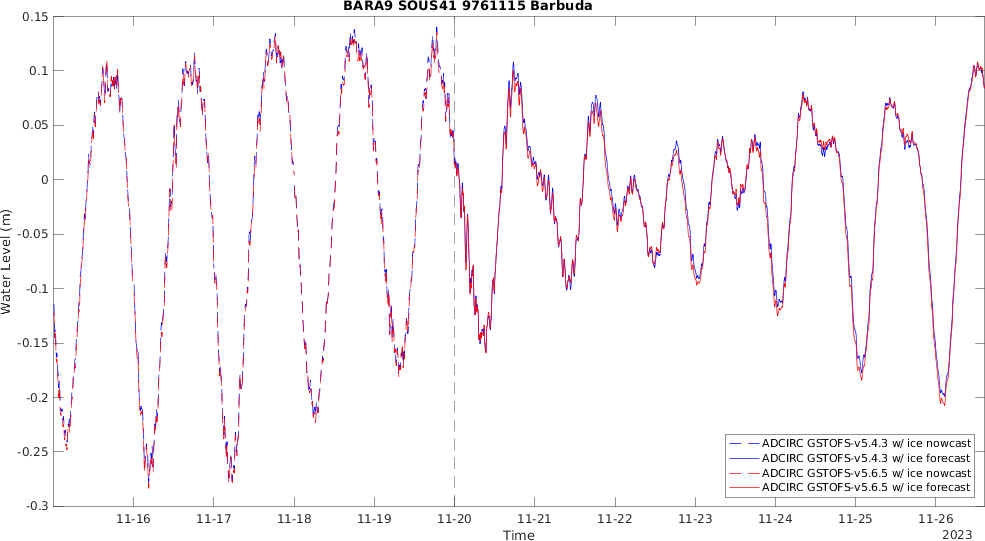 BARA9 SOUS41 9761115 Barbuda
0.15
0.1
0.05
0
-0.05
-0.1
-0.15
-0.2
-0.25
-0.3
Water Level (m)
ADCIRC GSTOFS-v5.4.3 w/ ice nowcast
ADCIRC GSTOFS-v5.4.3 w/ ice forecast
ADCIRC GSTOFS-v5.6.5 w/ ice nowcast
ADCIRC GSTOFS-v5.6.5 w/ ice forecast
11-16 11-17 11-18 11-19 11-20 11-21 11-22 11-23 11-24 11-25 11-26
Time
2023